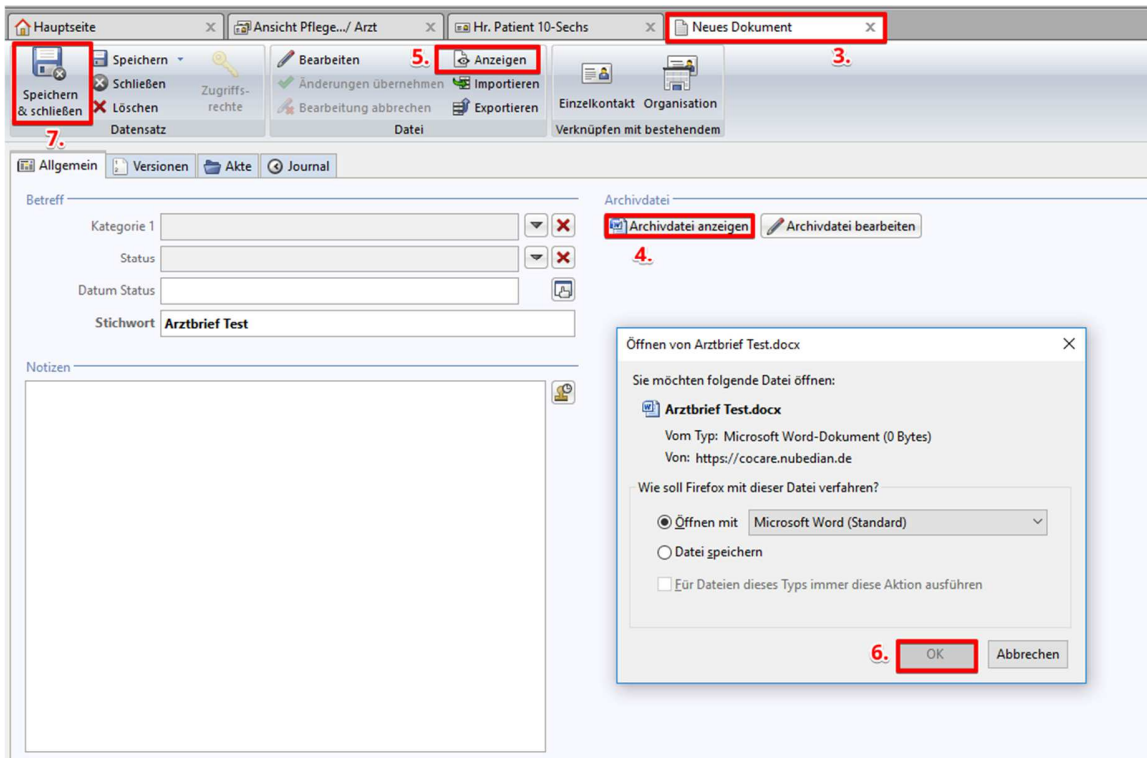 Hauptseite X Ansicht Pflege.../ Arzt X Hr. Patient 10-Sechs X Neues Dokument X
3.
Speichern & schließen
7.
Speichern
Schließen
Löschen
Zugriffs-
rechte
Datensatz
Bearbeiten
Änderungen übernehmen
Bearbeitung abbrechen
5. Anzeigen
Importieren
Exportieren
Datei
Einzelkontakt Organisation
Verknüpfen mit bestehendem
Allgemein Versionen Akte Journal
Betreff
Kategorie 1
Status
Datum Status
Stichwort Arztbrief Test
Notizen
Archivdatei
Archivdatei anzeigen Archivdatei bearbeiten
4.
Öffnen von Arztbrief Test.docx
Sie möchten folgende Datei öffnen:
Arztbrief Test.docx
Vom Typ: Microsoft Word-Dokument (0 Bytes)
Von: https://cocare.nubedian.de
Wie soll Firefox mit dieser Datei verfahren?
Öffnen mit Microsoft Word (Standard)
Datei speichern
Für Dateien dieses Typs immer diese Aktion ausführen
6. OK Abbrechen